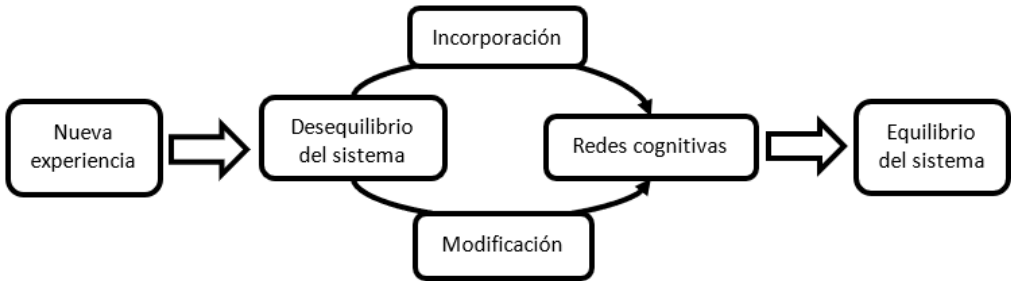 Incorporación
Nueva
experiencia
Desequilibrio
del sistema
Redes cognitivas
Equilibrio
del sistema
Modificación